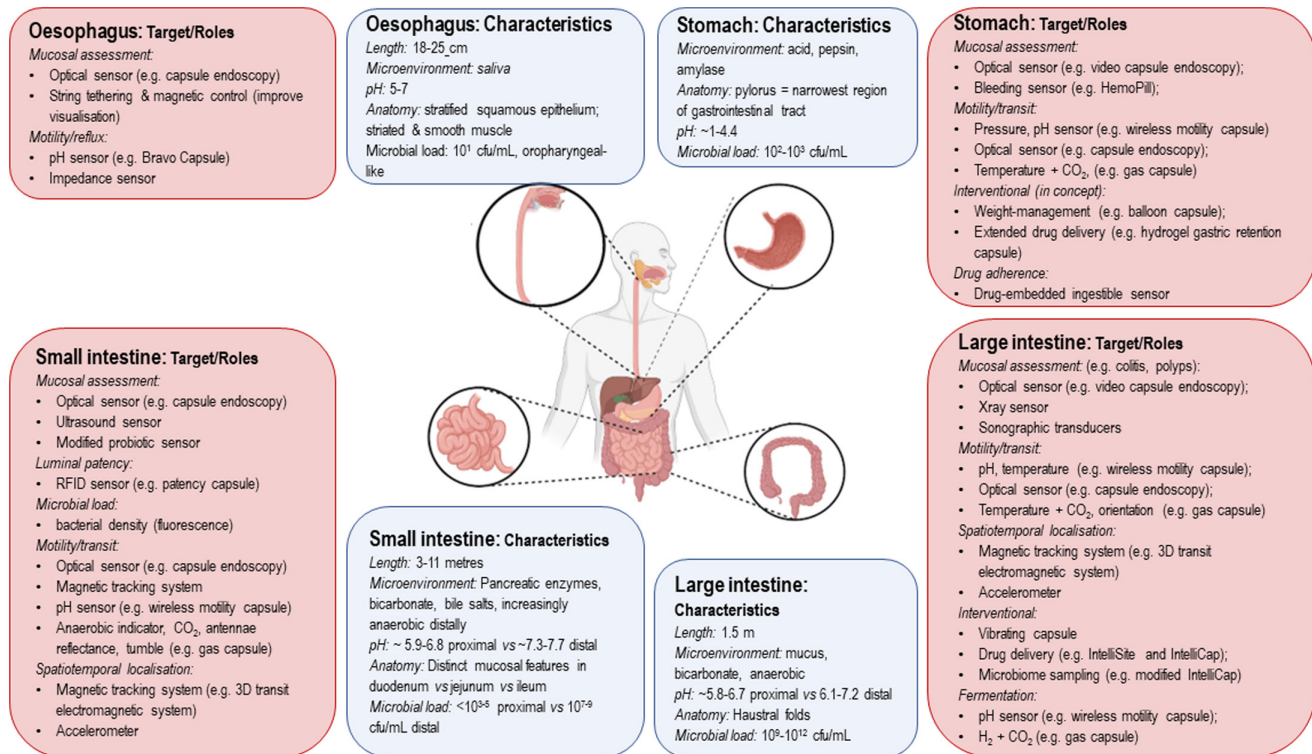 Oesophagus: Target/Roles
Mucosal assessment:
• Optical sensor (e.g. capsule endoscopy)
• String tethering & magnetic control (improve
visualisation)
Motility/reflux:
• pH sensor (e.g. Bravo Capsule)
• Impedance sensor
Oesophagus: Characteristics
Length: 18-25 cm
Microenvironment: saliva
pH: 5-7
Anatomy: stratified squamous epithelium;
striated & smooth muscle
Microbial load: 10¹ cfu/mL, oropharyngeal-
like
Stomach: Characteristics
Microenvironment: acid, pepsin,
amylase
Anatomy: pylorus = narrowest region
of gastrointestinal tract
pH: ~1-4.4
Microbial load: 10²-10³ cfu/mL
Stomach: Target/Roles
Mucosal assessment:
• Optical sensor (e.g. video capsule endoscopy);
• Bleeding sensor (e.g. HemoPill);
Motility/transit:
• Pressure, pH sensor (e.g. wireless motility capsule)
• Optical sensor (e.g. capsule endoscopy);
• Temperature + CO₂, (e.g. gas capsule)
Interventional (in concept):
• Weight-management (e.g. balloon capsule);
• Extended drug delivery (e.g. hydrogel gastric retention
capsule)
Drug adherence:
• Drug-embedded ingestible sensor
Small intestine: Target/Roles
Mucosal assessment:
• Optical sensor (e.g. capsule endoscopy)
• Ultrasound sensor
• Modified probiotic sensor
Luminal patency:
• RFID sensor (e.g. patency capsule)
Microbial load:
• bacterial density (fluorescence)
Motility/transit:
• Optical sensor (e.g. capsule endoscopy)
• Magnetic tracking system
• pH sensor (e.g. wireless motility capsule)
• Anaerobic indicator, CO₂, antennae
reflectance, tumble (e.g. gas capsule)
Spatiotemporal localisation:
• Magnetic tracking system (e.g. 3D transit
electromagnetic system)
• Accelerometer
Small intestine: Characteristics
Length: 3-11 metres
Microenvironment: Pancreatic enzymes,
bicarbonate, bile salts, increasingly
anaerobic distally
pH: ~ 5.9-6.8 proximal vs ~7.3-7.7 distal
Anatomy: Distinct mucosal features in
duodenum vs jejunum vs ileum
Microbial load: <10³⁻⁵ proximal vs 10⁷⁻⁹
cfu/mL distal
Large intestine:
Characteristics
Length: 1.5 m
Microenvironment: mucus,
bicarbonate, anaerobic
pH: ~5.8-6.7 proximal vs 6.1-7.2 distal
Anatomy: Haustral folds
Microbial load: 10⁹-10¹² cfu/mL
Large intestine: Target/Roles
Mucosal assessment: (e.g. colitis, polyps):
• Optical sensor (e.g. video capsule endoscopy);
• Xray sensor
• Sonographic transducers
Motility/transit:
• pH, temperature (e.g. wireless motility capsule);
• Optical sensor (e.g. capsule endoscopy);
• Temperature + CO₂, orientation (e.g. gas capsule)
Spatiotemporal localisation:
• Magnetic tracking system (e.g. 3D transit
electromagnetic system)
• Accelerometer
Interventional:
• Vibrating capsule
• Drug delivery (e.g. IntelliSite and IntelliCap);
• Microbiome sampling (e.g. modified IntelliCap)
Fermentation:
• pH sensor (e.g. wireless motility capsule);
• H₂ + CO₂ (e.g. gas capsule)